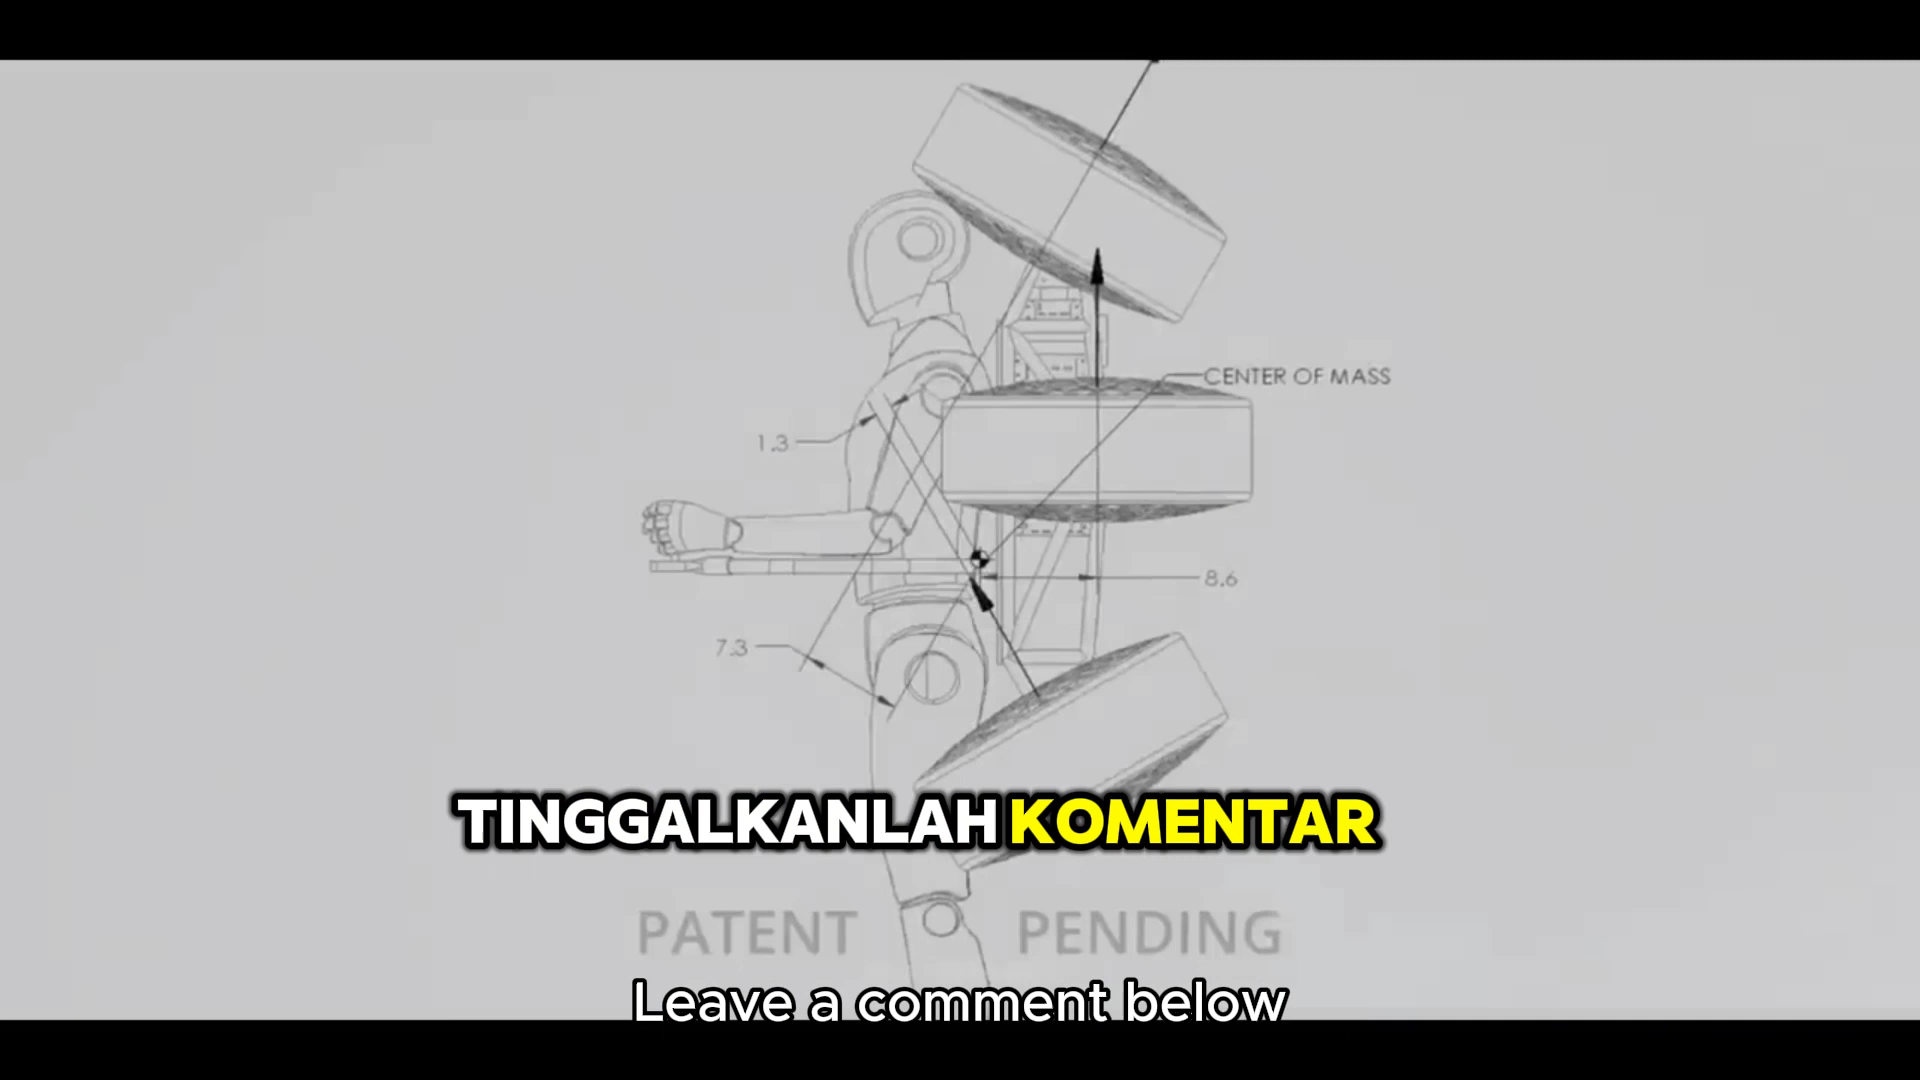 CENTER OF MASS
1.3
8.6
7.3
TINGGALKANLAH KOMENTAR
PATENT PENDING
Leave a comment below